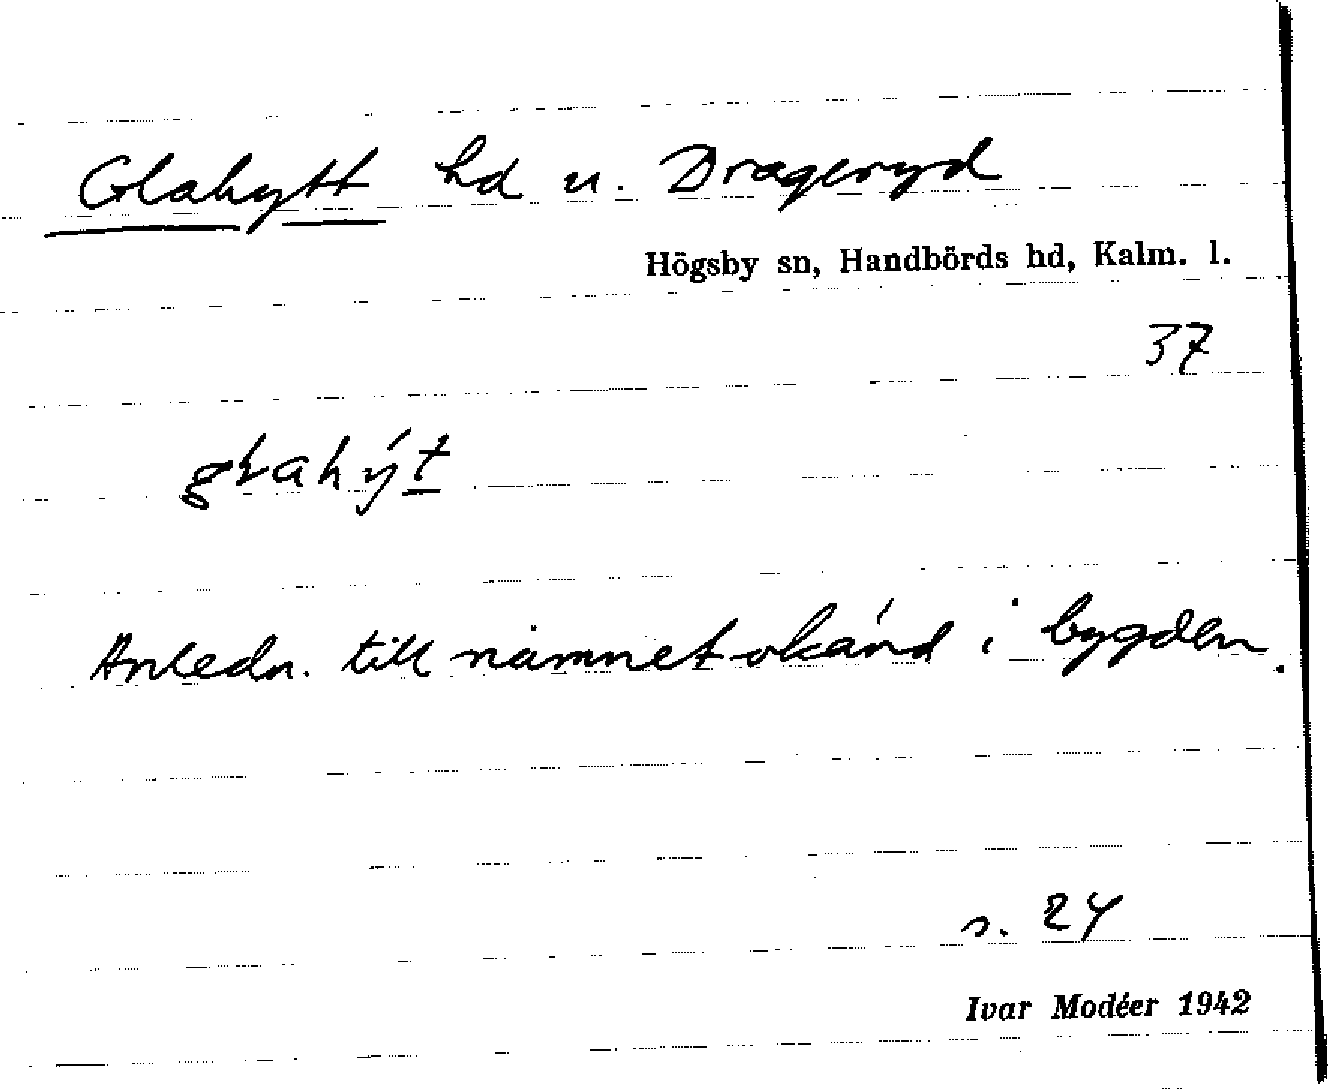 Glahytt hd u. Drageryd
Högsby sn, Handbörds hd, Kalm. l.
37
glahýt
Anledn. till namnet okänd i bygden.
s. 24
Ivar Modéer 1942